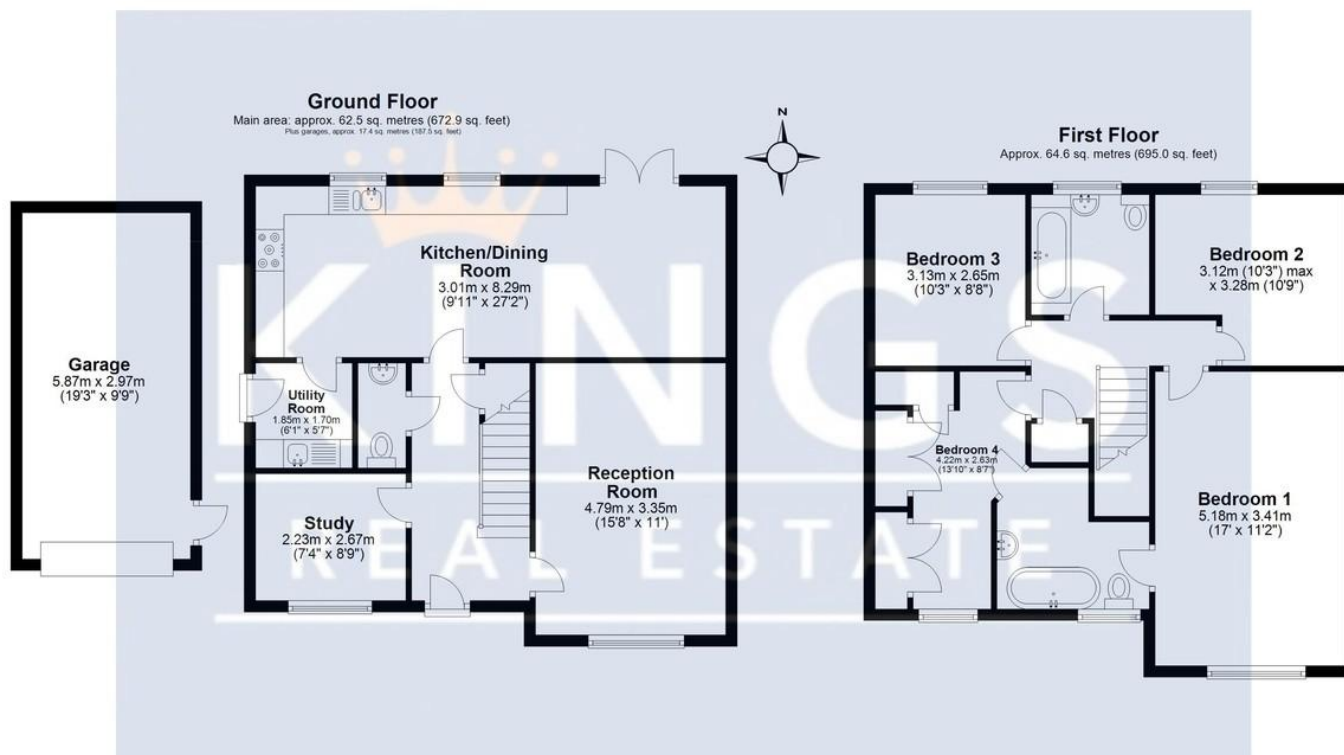 Ground Floor
Main area: approx. 62.5 sq. metres (672.9 sq. feet)
Plus garages, approx. 17.4 sq. metres (187.5 sq. feet)
N
First Floor
Approx. 64.6 sq. metres (695.0 sq. feet)
Garage
5.87m x 2.97m
(19'3" x 9'9")
Kitchen/Dining
Room
3.01m x 8.29m
(9'11" x 27'2")
Utility
Room
1.85m x 1.70m
(6'1" x 5'7")
Study
2.23m x 2.67m
(7'4" x 8'9")
Reception
Room
4.79m x 3.35m
(15'8" x 11')
Bedroom 3
3.13m x 2.65m
(10'3" x 8'8")
Bedroom 2
3.12m (10'3") max
x 3.28m (10'9")
Bedroom 4
4.22m x 2.63m
(13'10" x 8'7")
Bedroom 1
5.18m x 3.41m
(17' x 11'2")
KINGS
REAL ESTATE